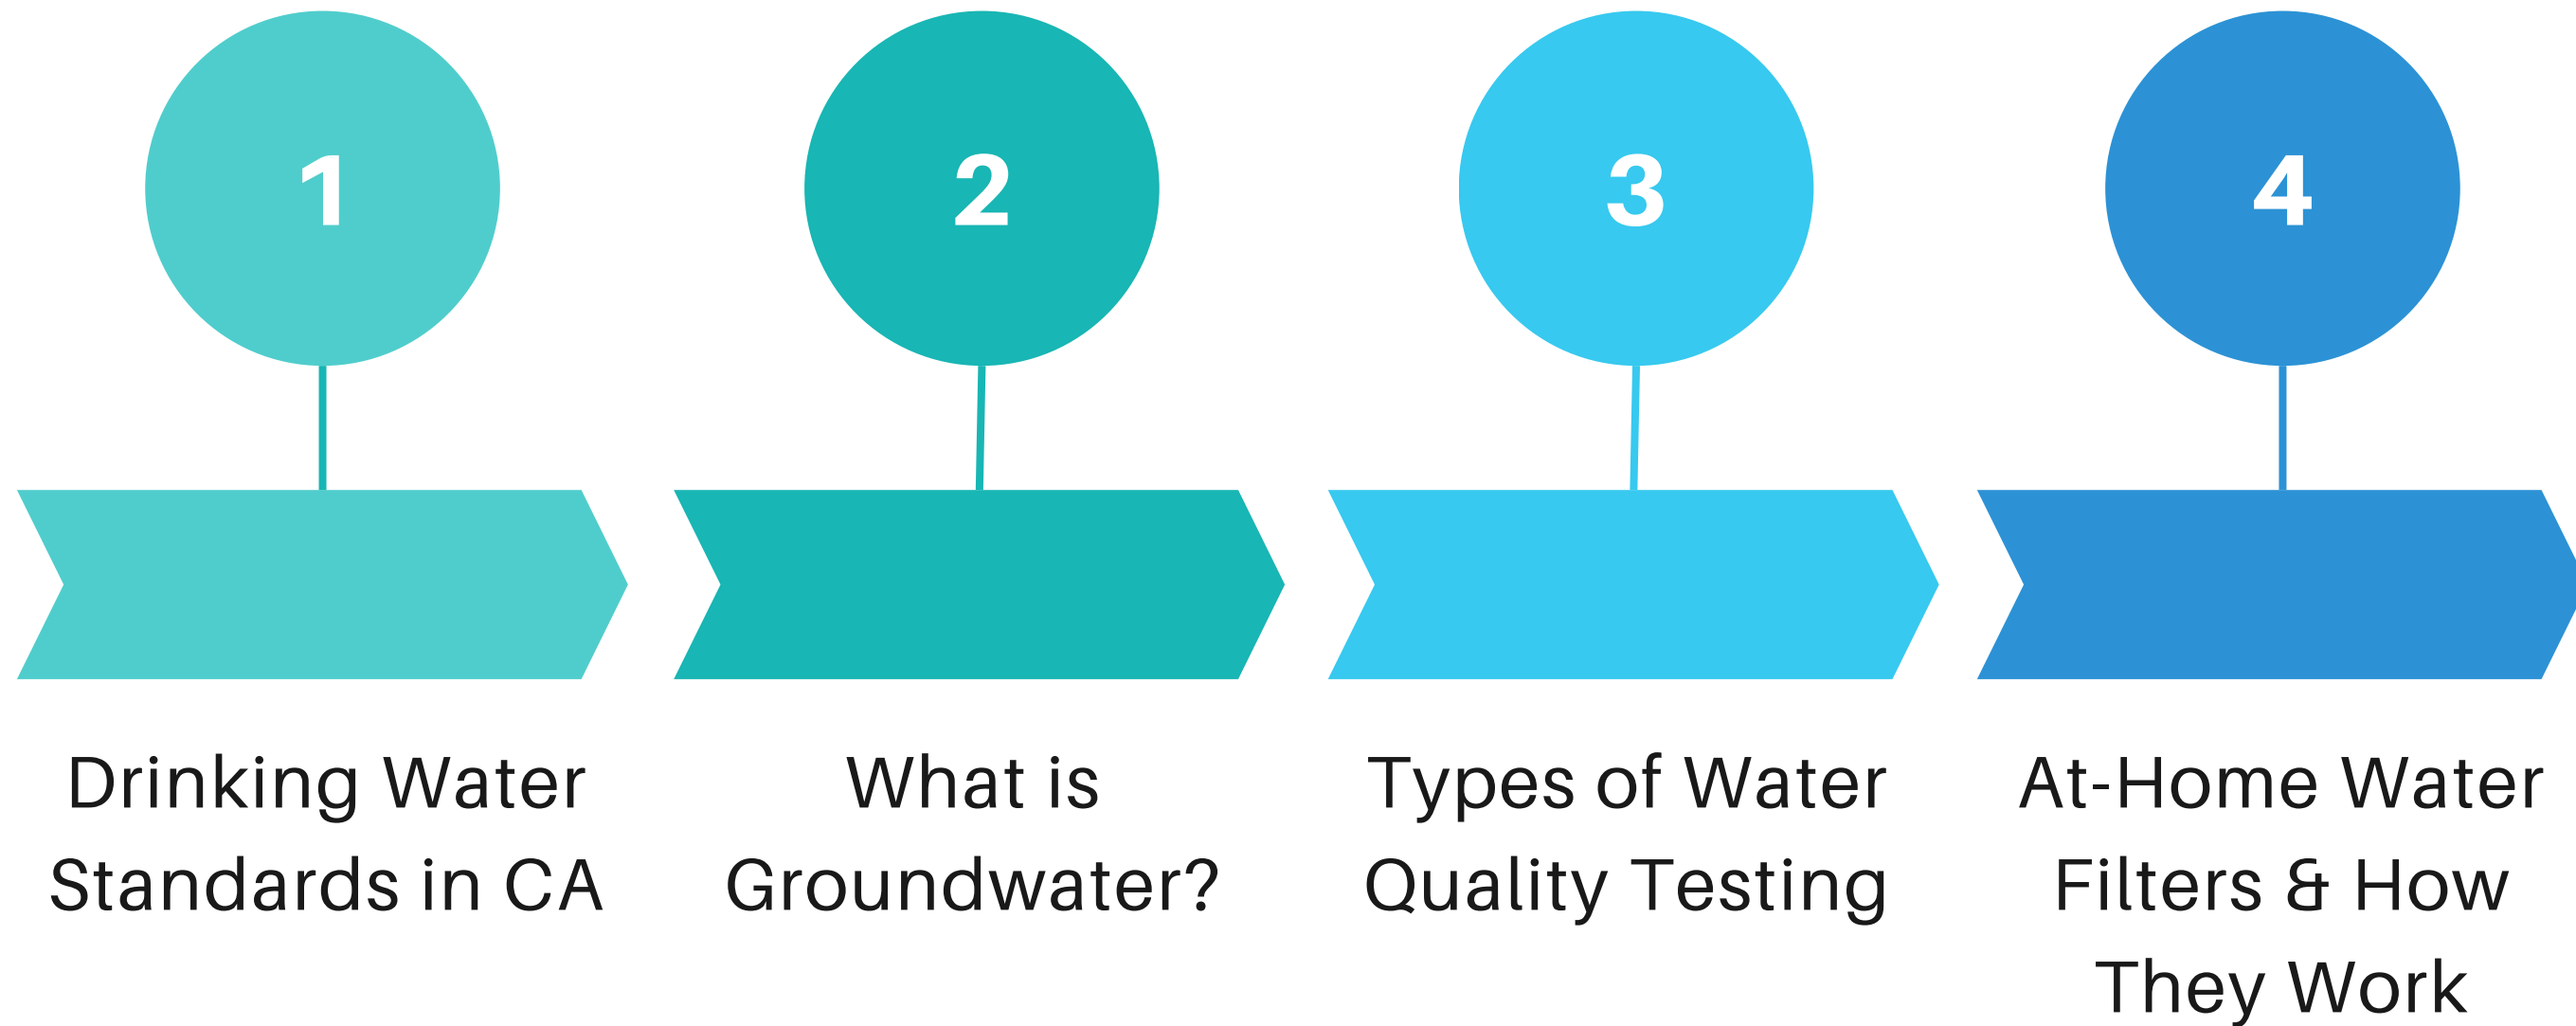 1
Drinking Water
Standards in CA
2
What is
Groundwater?
3
Types of Water
Quality Testing
4
At-Home Water
Filters & How
They Work